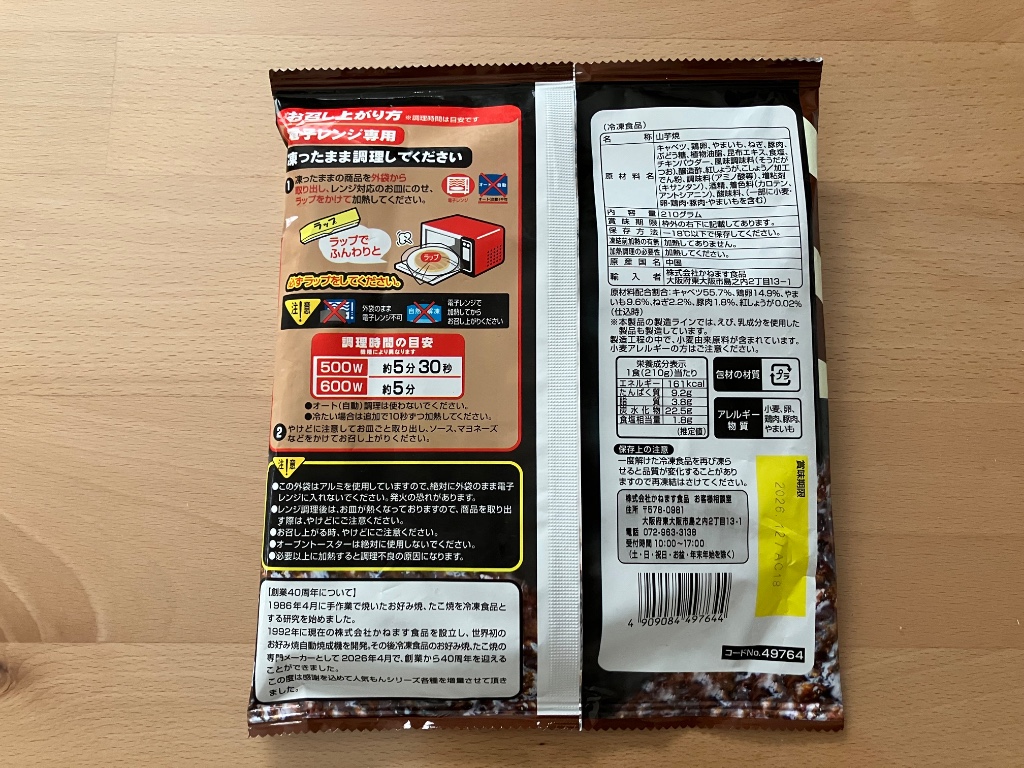 お召し上がり方 ※調理時間は目安です
電子レンジ専用
凍ったまま調理してください
1 凍ったままの商品を外袋から
取り出し、レンジ対応のお皿にのせ、
ラップをかけて加熱してください。
電子レンジ
オート・自動
ラップ
ラップで
ふんわりと
ラップ
必ずラップをしてください。
注意
外袋のまま
電子レンジ不可
自然解凍
電子レンジで
加熱してから
お召し上がりください
調理時間の目安
機種により異なります
500W 約5分30秒
600W 約5分
●オート(自動)調理は使わないでください。
●冷たい場合は追加で10秒ずつ加熱してください。
2 やけどに注意してお皿ごと取り出し、ソース、マヨネーズ
などをかけてお召し上がりください。
注意
●この外袋はアルミを使用していますので、絶対に外袋のまま電子
レンジに入れないでください。発火の恐れがあります。
●レンジ調理後は、お皿が熱くなっておりますので、商品を取り出
す際は、やけどにご注意ください。
●お召し上がる時、やけどにご注意ください。
●オーブントースターは絶対に使用しないでください。
●必要以上に加熱すると調理不良の原因になります。
【創業40周年について】
1986年4月に手作業で焼いたお好み焼、たこ焼を冷凍食品と
する研究を始めました。
1992年に現在の株式会社かねます食品を設立し、世界初の
お好み焼自動焼成機を開発。その後冷凍食品のお好み焼、たこ焼の
専門メーカーとして2026年4月で、創業から40周年を迎える
ことができました。
この度は感謝を込めて人気もんシリーズ各種を増量させて頂き
ました。
(冷凍食品)
名称 山芋焼
原材料名 キャベツ、鶏卵、やまいも、ねぎ、豚肉、
ぶどう糖、植物油脂、昆布エキス、食塩、
チキンパウダー、風味調味料(そうだが
つお)、醸造酢、紅しょうが、こしょう/加工
でん粉、調味料(アミノ酸等)、増粘剤
(キサンタン)、酒精、着色料(カロテン、
アントシアニン)、酸味料、(一部に小麦・
卵・鶏肉・豚肉・やまいもを含む)
内容量 210グラム
賞味期限 枠外の右下に記載してあります。
保存方法 −18℃以下で保存してください。
凍結前加熱の有無 加熱してありません。
加熱調理の必要性 加熱してください。
原産国名 中国
輸入者 株式会社かねます食品
大阪府東大阪市島之内2丁目13-1
原材料配合割合:キャベツ55.7%、鶏卵14.9%、やま
いも9.6%、ねぎ2.2%、豚肉1.8%、紅しょうが0.02%
(仕込時)
※本製品の製造ラインでは、えび、乳成分を使用した
製品も製造しています。
製造工程の中で、小麦由来原料が含まれています。
小麦アレルギーの方はご注意ください。
栄養成分表示
1食(210g)当たり
エネルギー 161kcal
たんぱく質 9.2g
脂質 3.8g
炭水化物 22.5g
食塩相当量 1.8g
(推定値)
包材の材質 プラ
アレルギー物質 小麦、卵、
鶏肉、豚肉、
やまいも
保存上の注意
一度解けた冷凍食品を再び凍ら
せると品質が変化することがあり
ますので再凍結はさけてください。
株式会社かねます食品 お客様相談室
住所 〒578-0981
大阪府東大阪市島之内2丁目13-1
電話 072-963-3138
受付時間 10:00~17:00
(土・日・祝日・お盆・年末年始を除く)
賞味期限
2026.12.AC18
4 909084 497644
コードNo.49764